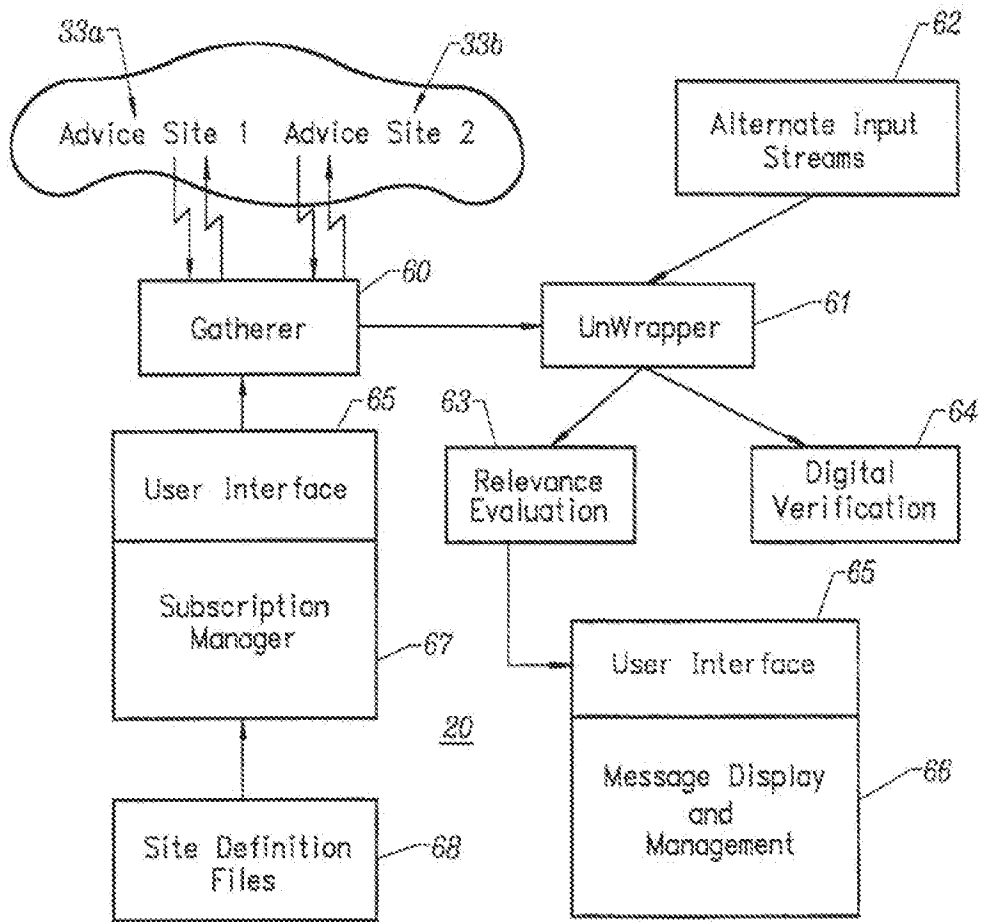 33a
33b
62
Advice Site 1 Advice Site 2
Alternate Input
Streams
60
Gatherer
UnWrapper
61
65
63
64
User Interface
Relevance
Evaluation
Digital
Verification
Subscription
Manager
67
65
User Interface
20
Message Display
and
Management
66
Site Definition
Files
68